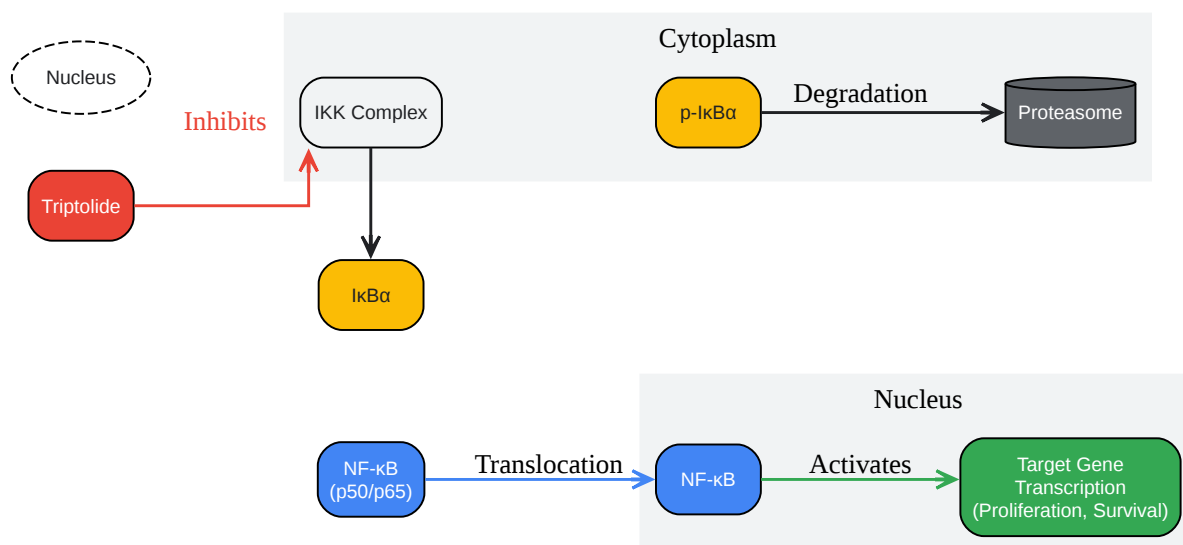 Cytoplasm
Nucleus
Inhibits
IKK Complex
p-IκBα
Degradation
Proteasome
Triptolide
IκBα
Nucleus
NF-κB
(p50/p65)
Translocation
NF-κB
Activates
Target Gene
Transcription
(Proliferation, Survival)